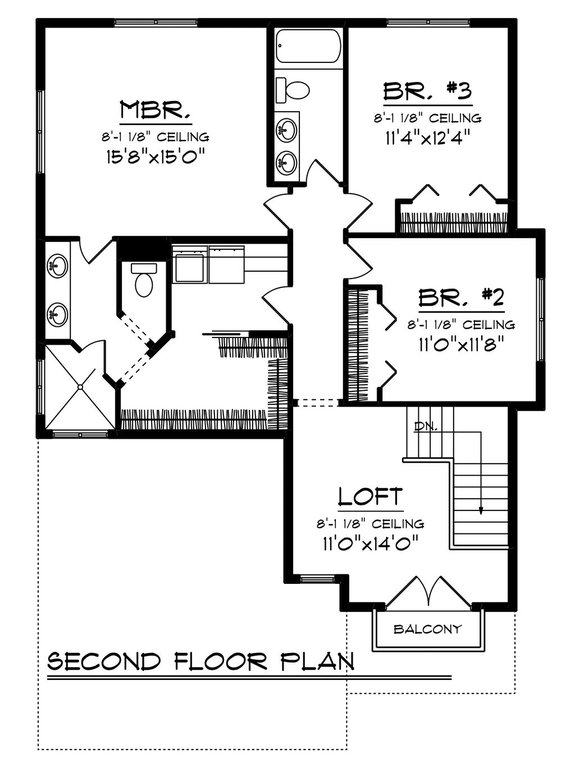 MBR.
8'-1 1/8" CEILING
15'8"x15'0"
BR. #3
8'-1 1/8" CEILING
11'4"x12'4"
BR. #2
8'-1 1/8" CEILING
11'0"x11'8"
DN.
LOFT
8'-1 1/8" CEILING
11'0"x14'0"
BALCONY
SECOND FLOOR PLAN